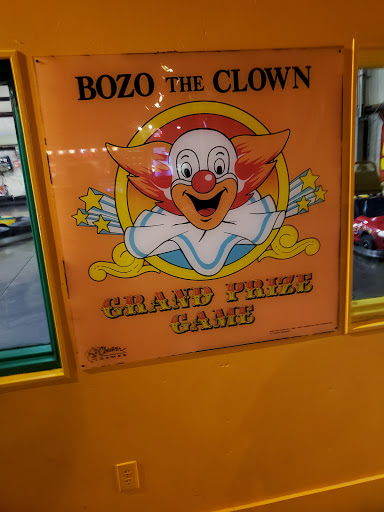 BOZO THE CLOWN
GRAND PRIZE
GAME